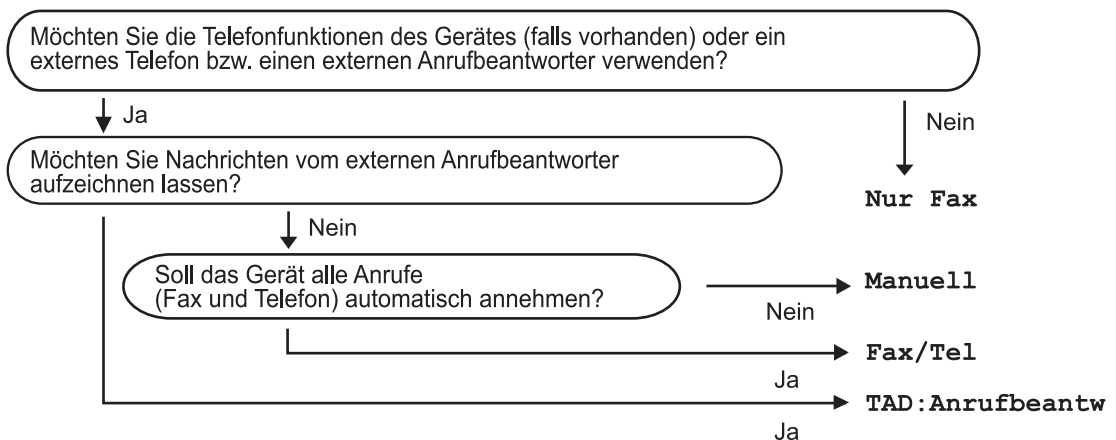 Möchten Sie die Telefonfunktionen des Gerätes (falls vorhanden) oder ein
externes Telefon bzw. einen externen Anrufbeantworter verwenden?
Ja
Nein
Möchten Sie Nachrichten vom externen Anrufbeantworter
aufzeichnen lassen?
Nur Fax
Nein
Soll das Gerät alle Anrufe
(Fax und Telefon) automatisch annehmen?
Manuell
Nein
Fax/Tel
Ja
TAD:Anrufbeantw
Ja